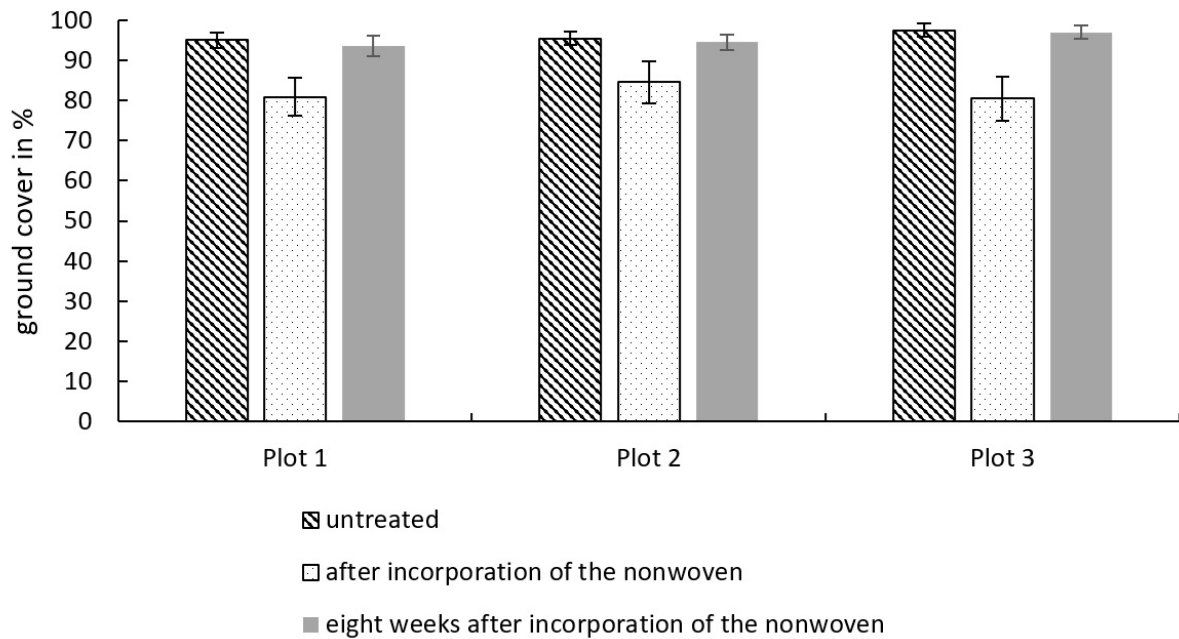 ground cover in %
100
90
80
70
60
50
40
30
20
10
0
Plot 1 Plot 2 Plot 3
untreated
after incorporation of the nonwoven
eight weeks after incorporation of the nonwoven